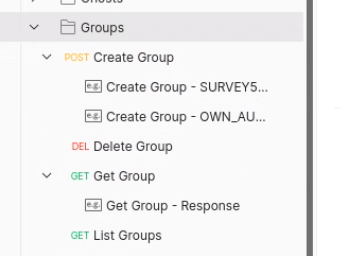 Groups
POST Create Group
e.g. Create Group - SURVEY5...
e.g. Create Group - OWN_AU...
DEL Delete Group
GET Get Group
e.g. Get Group - Response
GET List Groups